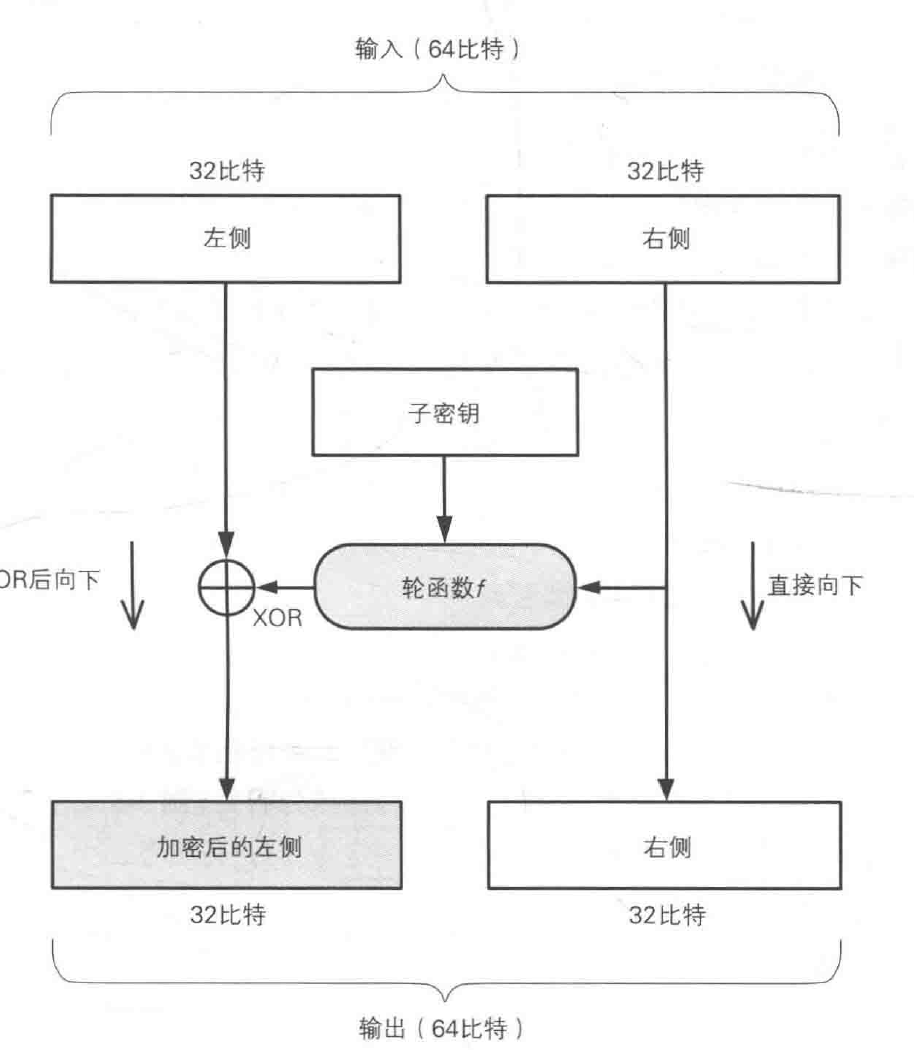 输入（64比特）
32比特
32比特
左侧
右侧
子密钥
OR后向下
XOR
轮函数f
直接向下
加密后的左侧
右侧
32比特
32比特
输出（64比特）